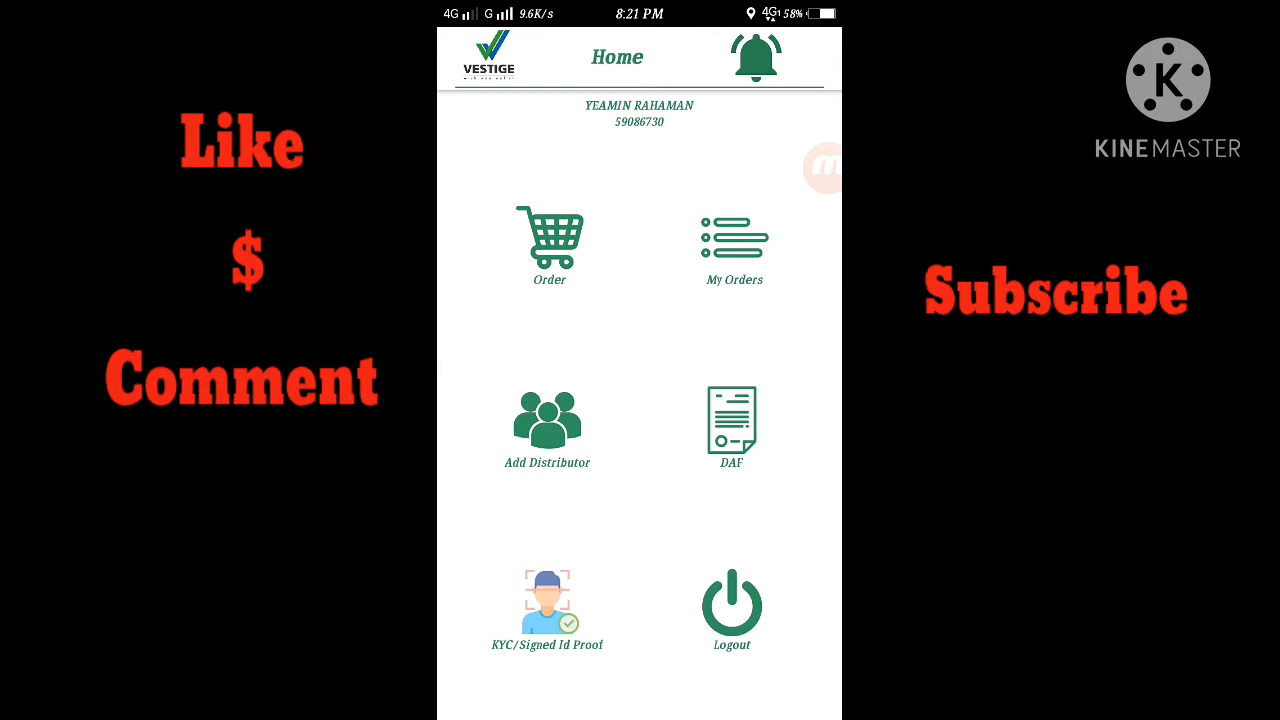 4G G 9.6K/s 8:21 PM 4G 58%
VESTIGE
Home
YEAMIN RAHAMAN
59086730
Like
$
Comment
K
KINEMASTER
Subscribe
m
Order
My Orders
Add Distributor
DAF
KYC/Signed Id Proof
Logout